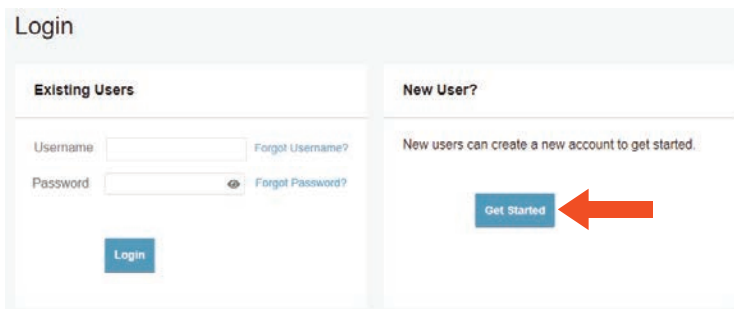 Login
Existing Users
Username
Forgot Username?
Password
Forgot Password?
Login
New User?
New users can create a new account to get started.
Get Started